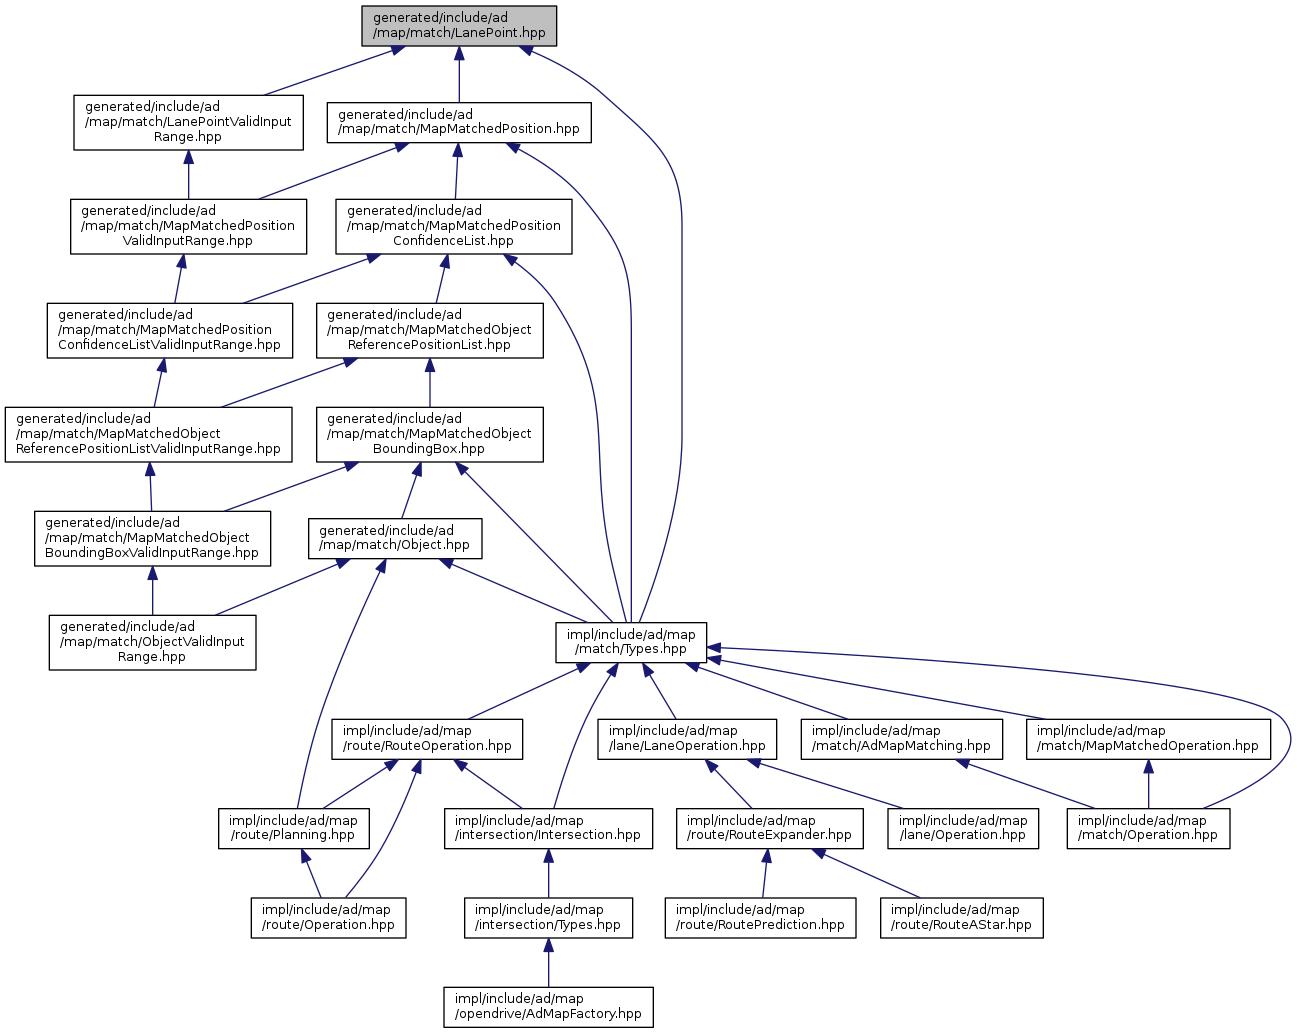 generated/include/ad
/map/match/LanePoint.hpp
generated/include/ad
/map/match/LanePointValidInput
Range.hpp
generated/include/ad
/map/match/MapMatchedPosition.hpp
generated/include/ad
/map/match/MapMatchedPosition
ValidInputRange.hpp
generated/include/ad
/map/match/MapMatchedPosition
ConfidenceList.hpp
generated/include/ad
/map/match/MapMatchedPosition
ConfidenceListValidInputRange.hpp
generated/include/ad
/map/match/MapMatchedObject
ReferencePositionList.hpp
generated/include/ad
/map/match/MapMatchedObject
ReferencePositionListValidInputRange.hpp
generated/include/ad
/map/match/MapMatchedObject
BoundingBox.hpp
generated/include/ad
/map/match/MapMatchedObject
BoundingBoxValidInputRange.hpp
generated/include/ad
/map/match/Object.hpp
generated/include/ad
/map/match/ObjectValidInput
Range.hpp
impl/include/ad/map
/match/Types.hpp
impl/include/ad/map
/route/RouteOperation.hpp
impl/include/ad/map
/lane/LaneOperation.hpp
impl/include/ad/map
/match/AdMapMatching.hpp
impl/include/ad/map
/match/MapMatchedOperation.hpp
impl/include/ad/map
/route/Planning.hpp
impl/include/ad/map
/intersection/Intersection.hpp
impl/include/ad/map
/route/RouteExpander.hpp
impl/include/ad/map
/lane/Operation.hpp
impl/include/ad/map
/match/Operation.hpp
impl/include/ad/map
/route/Operation.hpp
impl/include/ad/map
/intersection/Types.hpp
impl/include/ad/map
/route/RoutePrediction.hpp
impl/include/ad/map
/route/RouteAStar.hpp
impl/include/ad/map
/opendrive/AdMapFactory.hpp